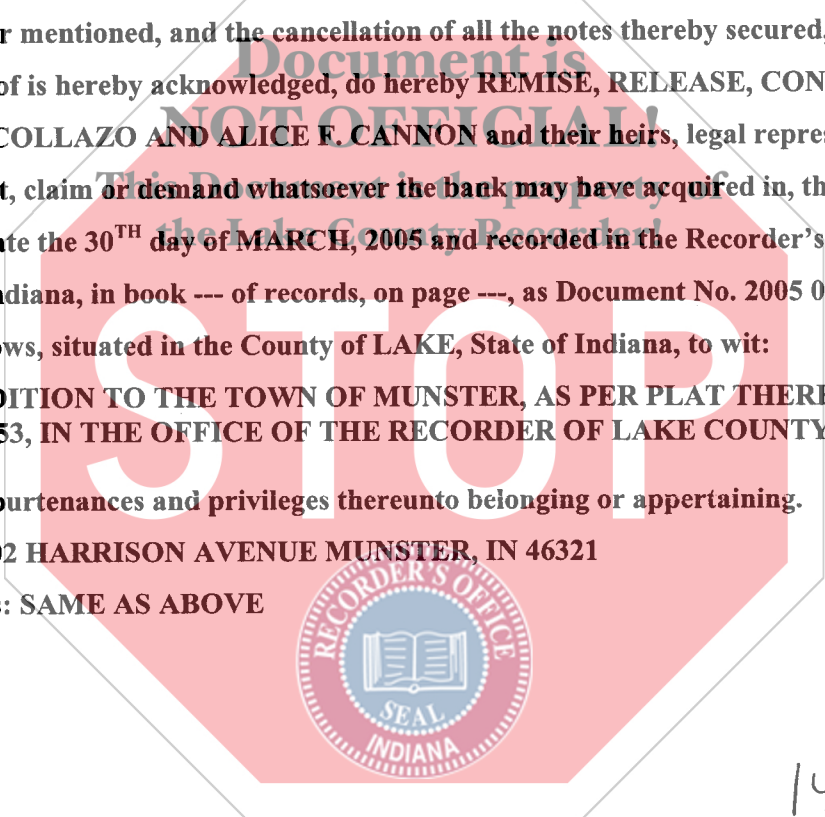 r mentioned, and the cancellation of all the notes thereby secured,
Document is
of is hereby acknowledged, do hereby REMISE, RELEASE, CON
NOT OFFICIAL!
COLLAZO AND ALICE F. CANNON and their heirs, legal repres
This Document is the property of
t, claim or demand whatsoever the bank may have acquired in, th
the Lake County Recorder!
ate the 30TH day of MARCH, 2005 and recorded in the Recorder's
ndiana, in book --- of records, on page ---, as Document No. 2005 0
ows, situated in the County of LAKE, State of Indiana, to wit:
STOP
DITION TO THE TOWN OF MUNSTER, AS PER PLAT THERE
53, IN THE OFFICE OF THE RECORDER OF LAKE COUNTY
purtenances and privileges thereunto belonging or appertaining.
02 HARRISON AVENUE MUNSTER, IN 46321
s: SAME AS ABOVE
RECORDER'S OFFICE
SEAL
INDIANA